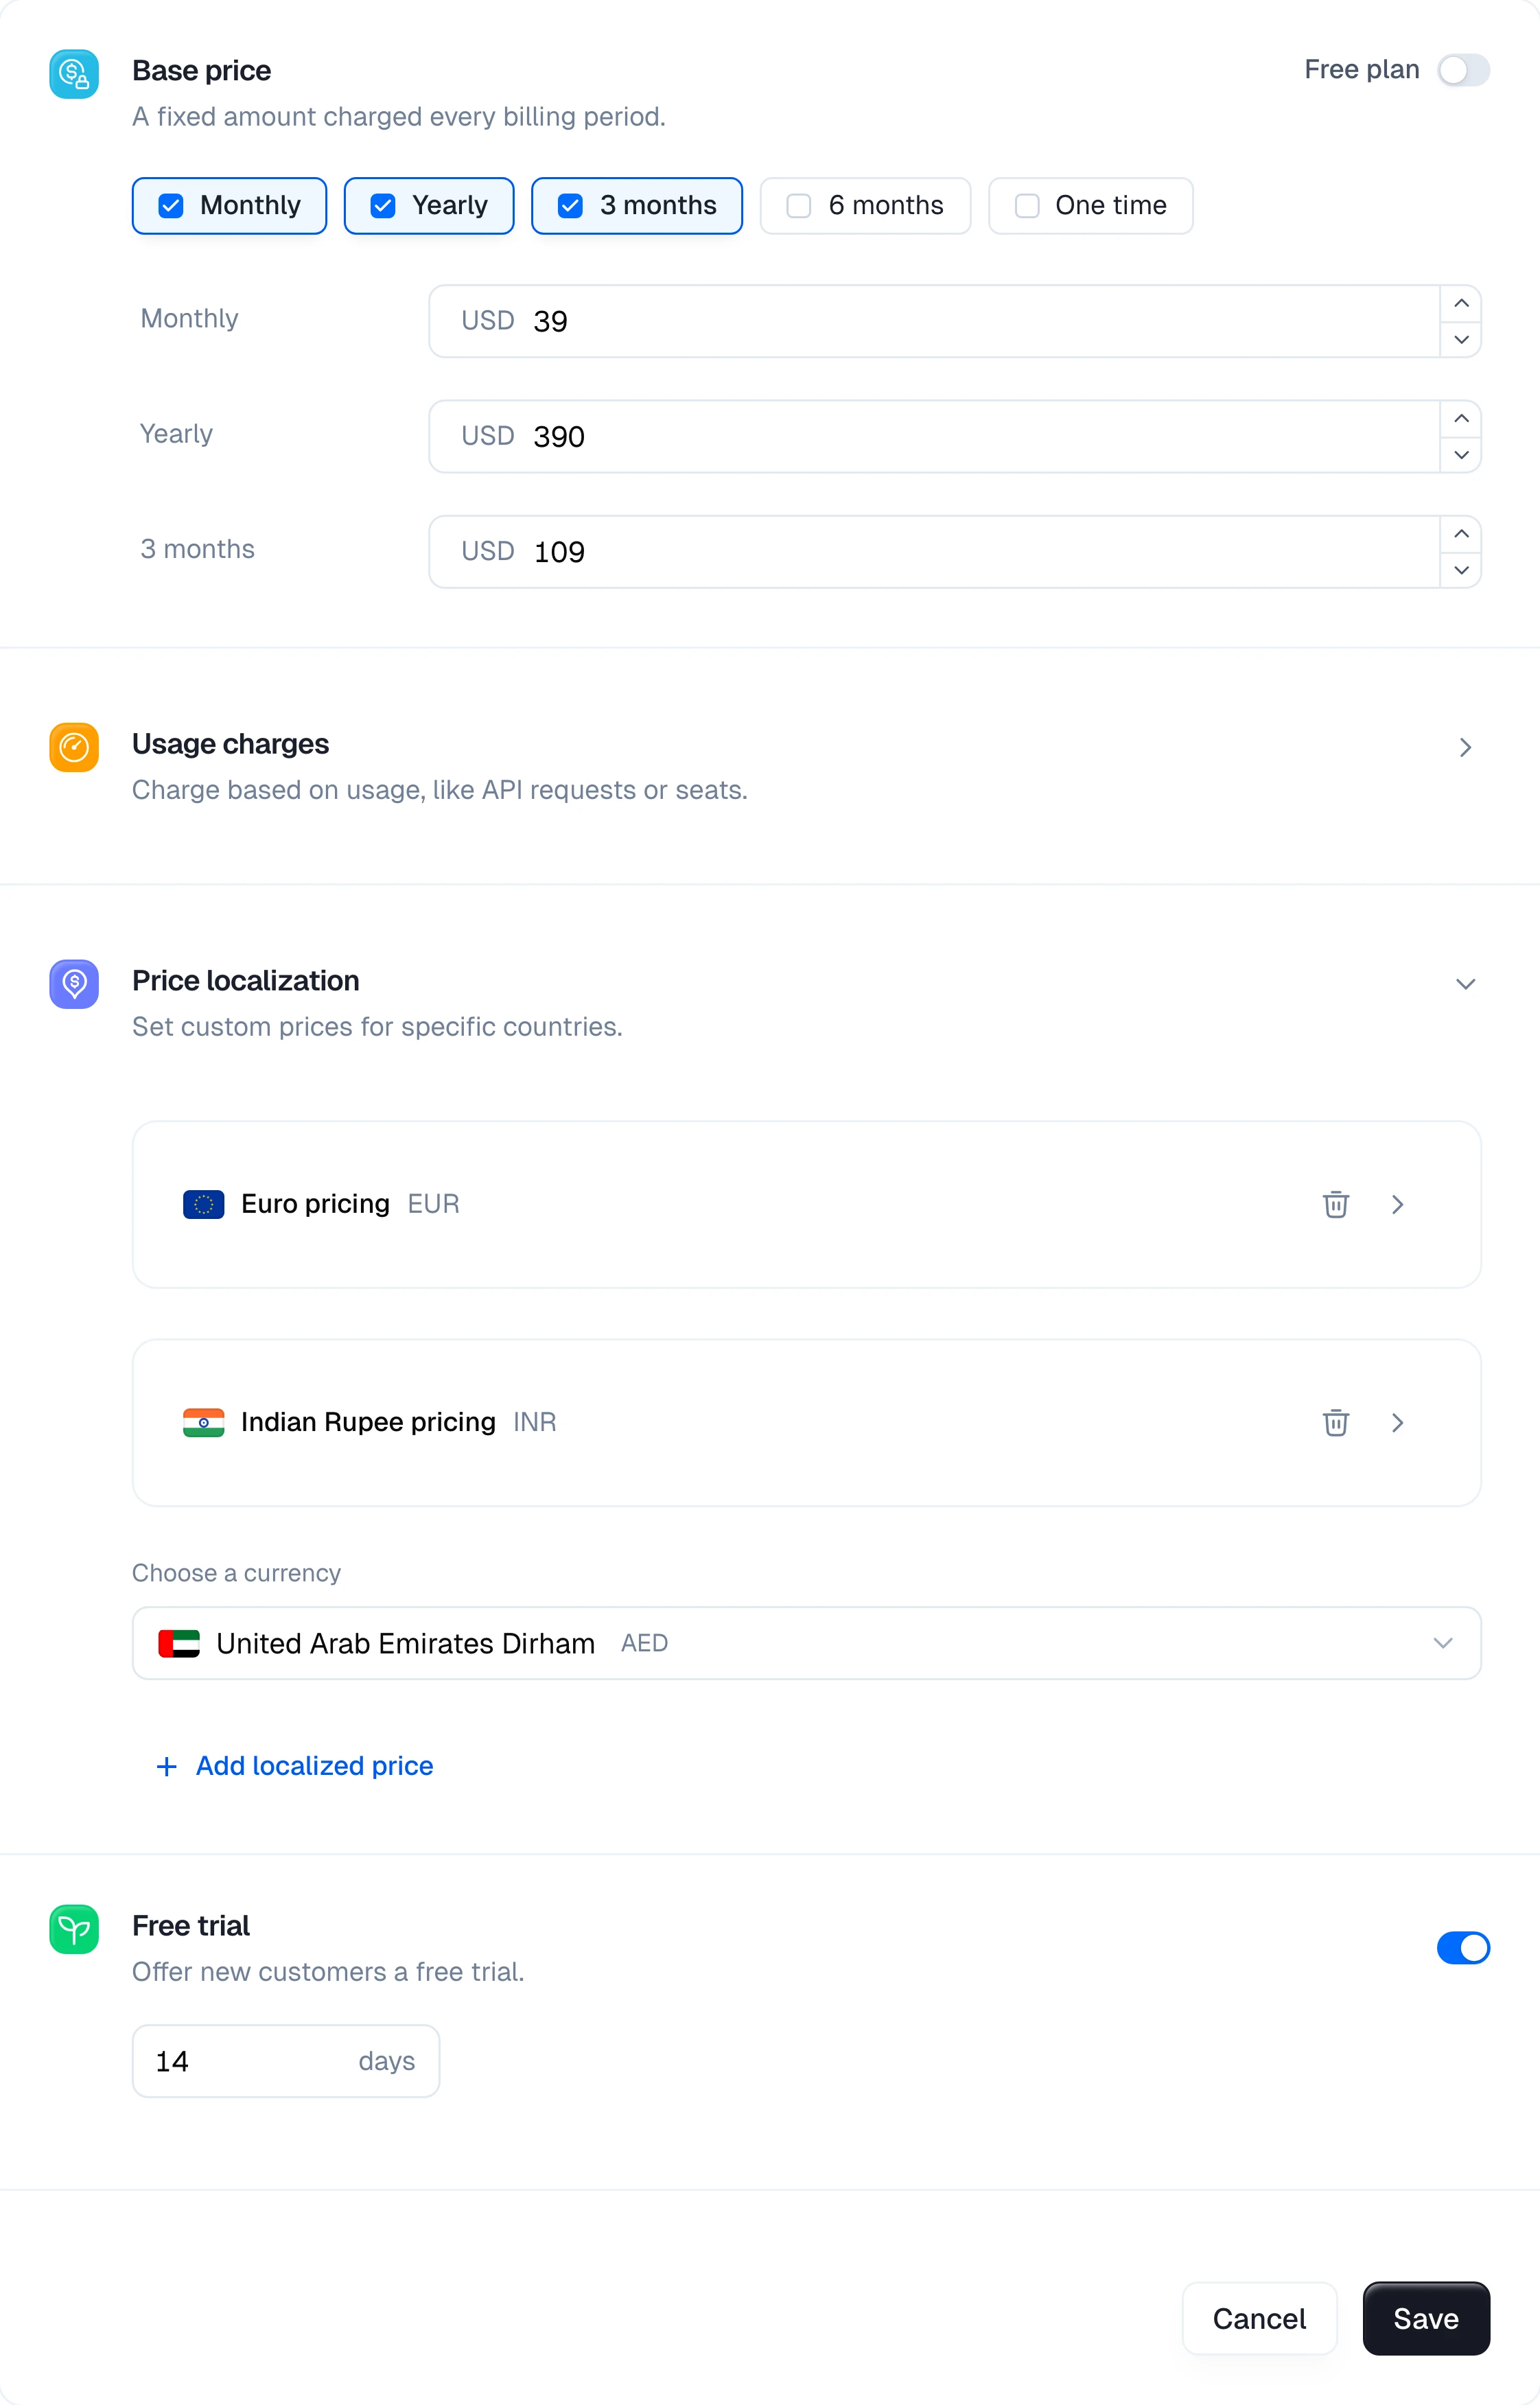 Base price
Free plan
A fixed amount charged every billing period.
Monthly
Yearly
3 months
6 months
One time
Monthly
USD 39
Yearly
USD 390
3 months
USD 109
Usage charges
Charge based on usage, like API requests or seats.
Price localization
Set custom prices for specific countries.
Euro pricing EUR
Indian Rupee pricing INR
Choose a currency
United Arab Emirates Dirham AED
+ Add localized price
Free trial
Offer new customers a free trial.
14 days
Cancel
Save